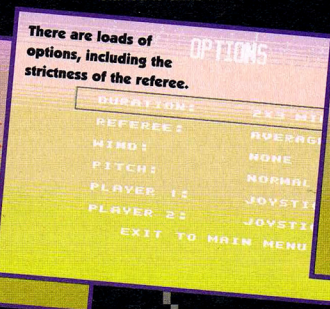 There are loads of
options, including the
strictness of the referee.
OPTIONS
DURATION: 2X5
REFEREE: AVERAGE
WIND: NONE
PITCH: NORMAL
PLAYER 1: JOYSTI
PLAYER 2: JOYSTI
EXIT TO MAIN MENU